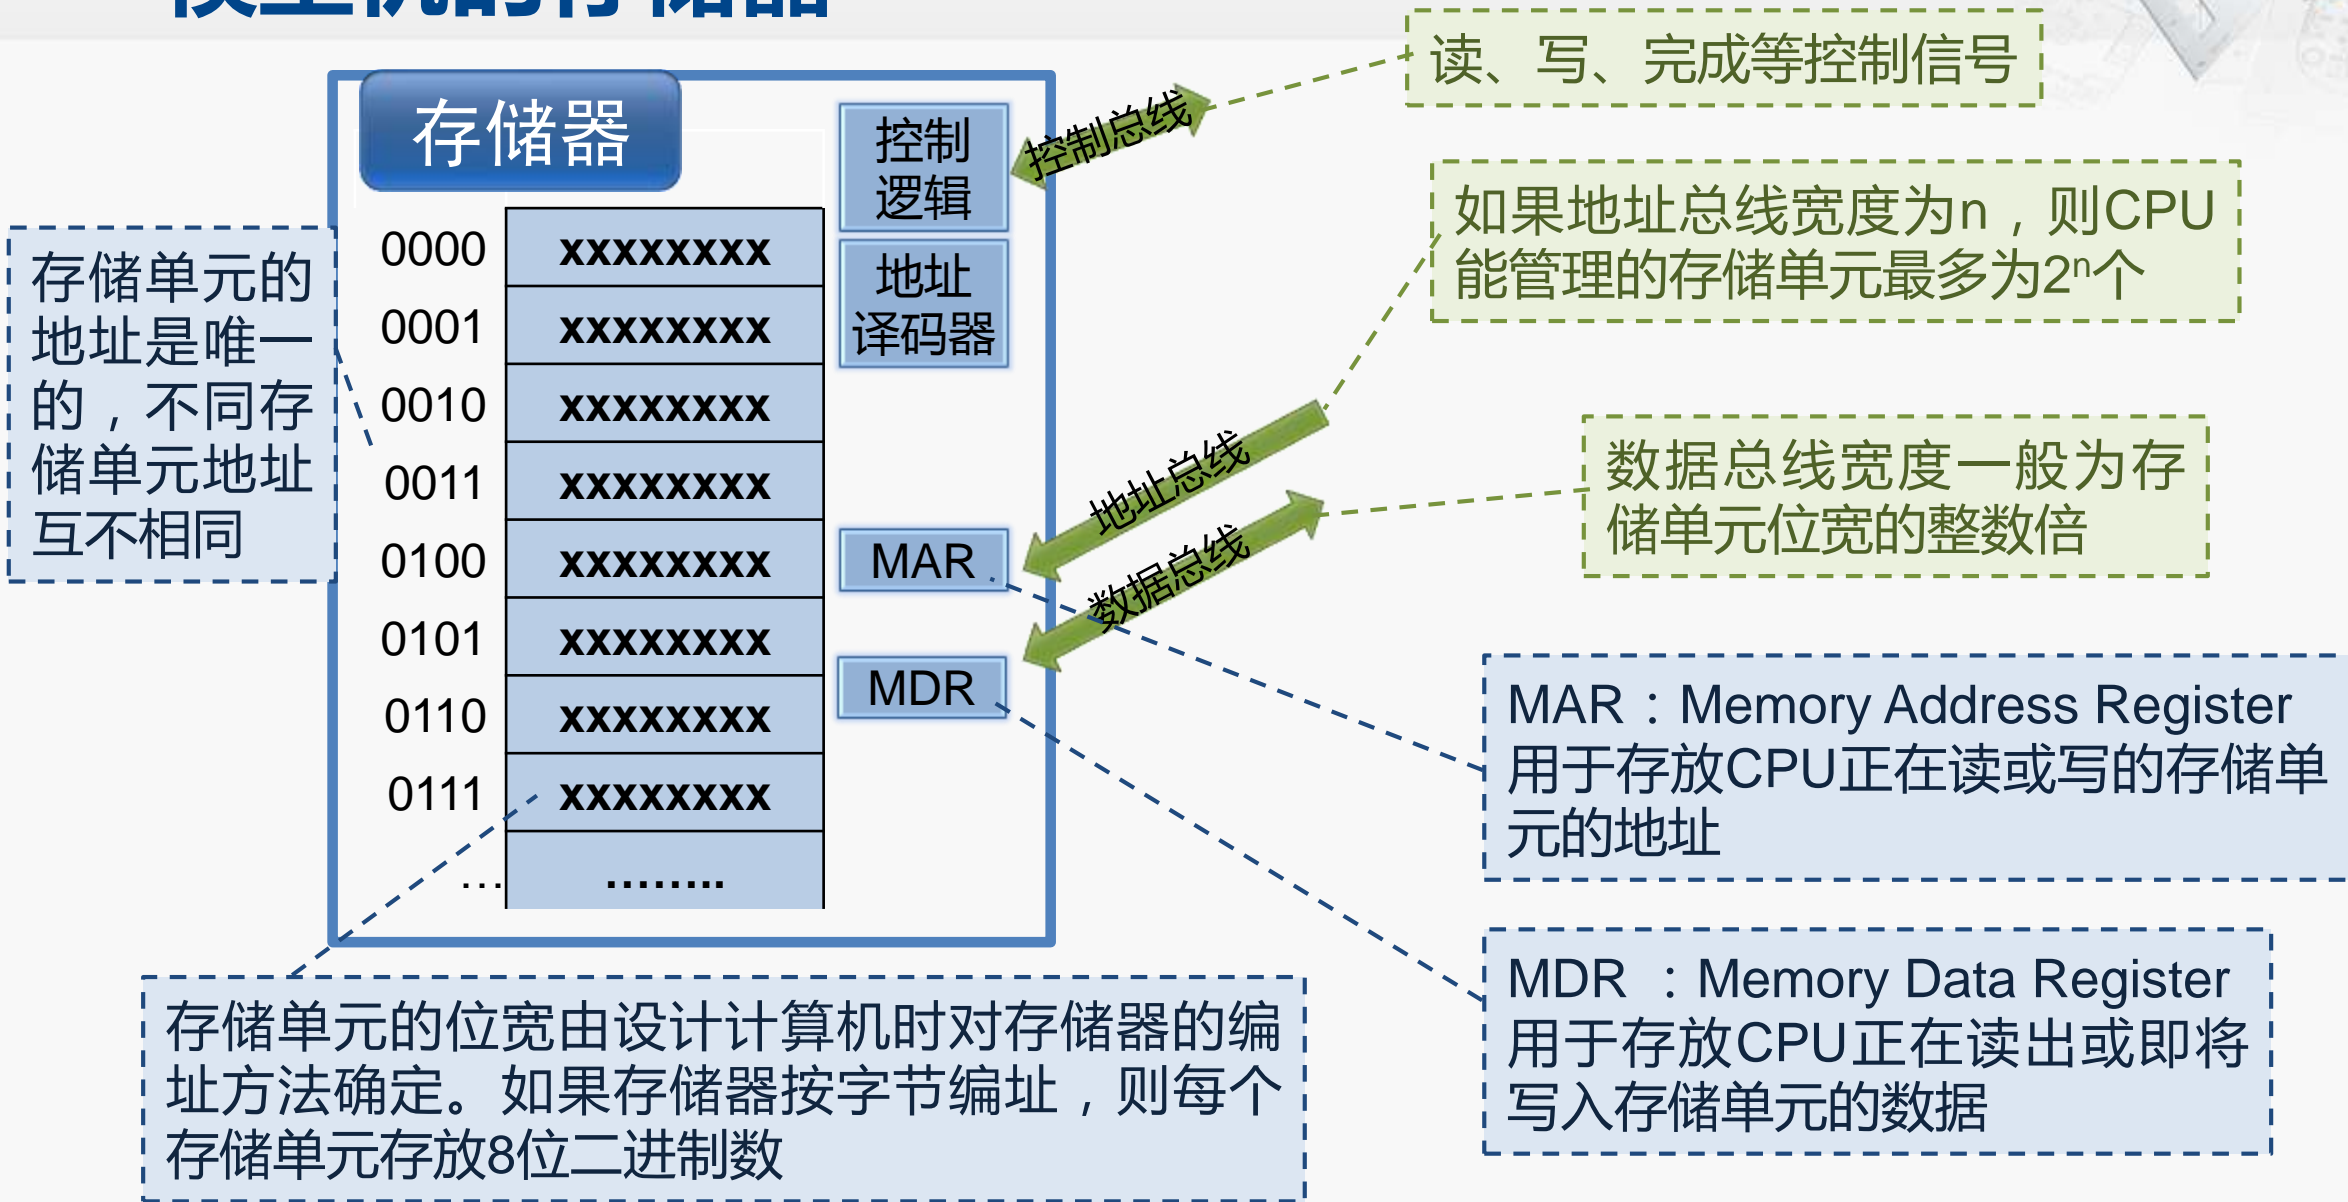 模型机的存储器
读、写、完成等控制信号
存储器
控制
逻辑
控制总线
如果地址总线宽度为n，则CPU
能管理的存储单元最多为2ⁿ个
地址
译码器
存储单元的
地址是唯一
的，不同存
储单元地址
互不相同
0000 xxxxxxxx
0001 xxxxxxxx
0010 xxxxxxxx
0011 xxxxxxxx
0100 xxxxxxxx
0101 xxxxxxxx
0110 xxxxxxxx
0111 xxxxxxxx
… ……..
地址总线
数据总线宽度一般为存
储单元位宽的整数倍
MAR
数据总线
MDR
MAR：Memory Address Register
用于存放CPU正在读或写的存储单
元的地址
MDR ：Memory Data Register
用于存放CPU正在读出或即将
写入存储单元的数据
存储单元的位宽由设计计算机时对存储器的编
址方法确定。如果存储器按字节编址，则每个
存储单元存放8位二进制数